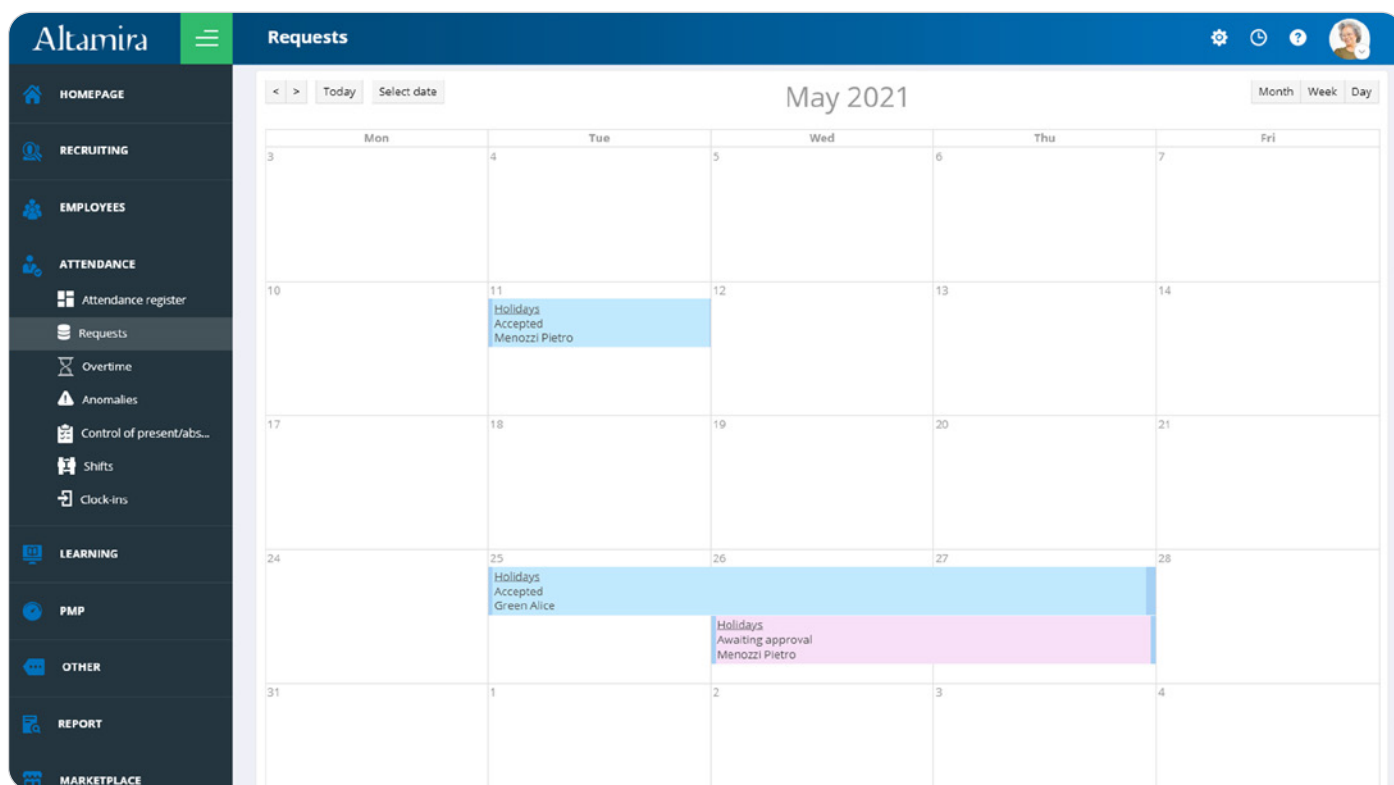 Altamira
Requests
HOMEPAGE
RECRUITING
EMPLOYEES
ATTENDANCE
Attendance register
Requests
Overtime
Anomalies
Control of present/abs...
Shifts
Clock-ins
LEARNING
PMP
OTHER
REPORT
MARKETPLACE
< > Today Select date
May 2021
Month Week Day
Mon Tue Wed Thu Fri
3 4 5 6 7
10 11 12 13 14
Holidays
Accepted
Menozzi Pietro
17 18 19 20 21
24 25 26 27 28
Holidays
Accepted
Green Alice
Holidays
Awaiting approval
Menozzi Pietro
31 1 2 3 4